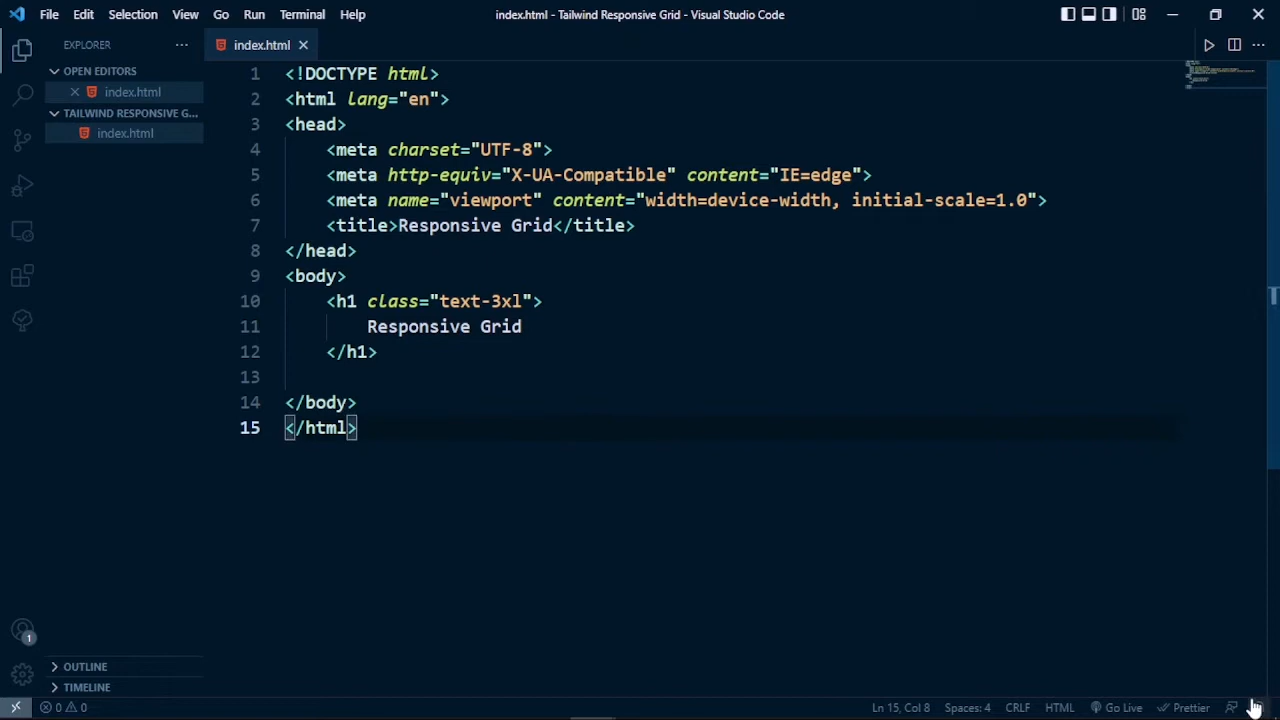 File Edit Selection View Go Run Terminal Help
index.html - Tailwind Responsive Grid - Visual Studio Code
EXPLORER
OPEN EDITORS
index.html
TAILWIND RESPONSIVE G...
index.html
index.html
1 <!DOCTYPE html>
2 <html lang="en">
3 <head>
4 <meta charset="UTF-8">
5 <meta http-equiv="X-UA-Compatible" content="IE=edge">
6 <meta name="viewport" content="width=device-width, initial-scale=1.0">
7 <title>Responsive Grid</title>
8 </head>
9 <body>
10 <h1 class="text-3xl">
11 Responsive Grid
12 </h1>
13
14 </body>
15 </html>
1
OUTLINE
TIMELINE
0 0 Ln 15, Col 8 Spaces: 4 CRLF HTML Go Live Prettier